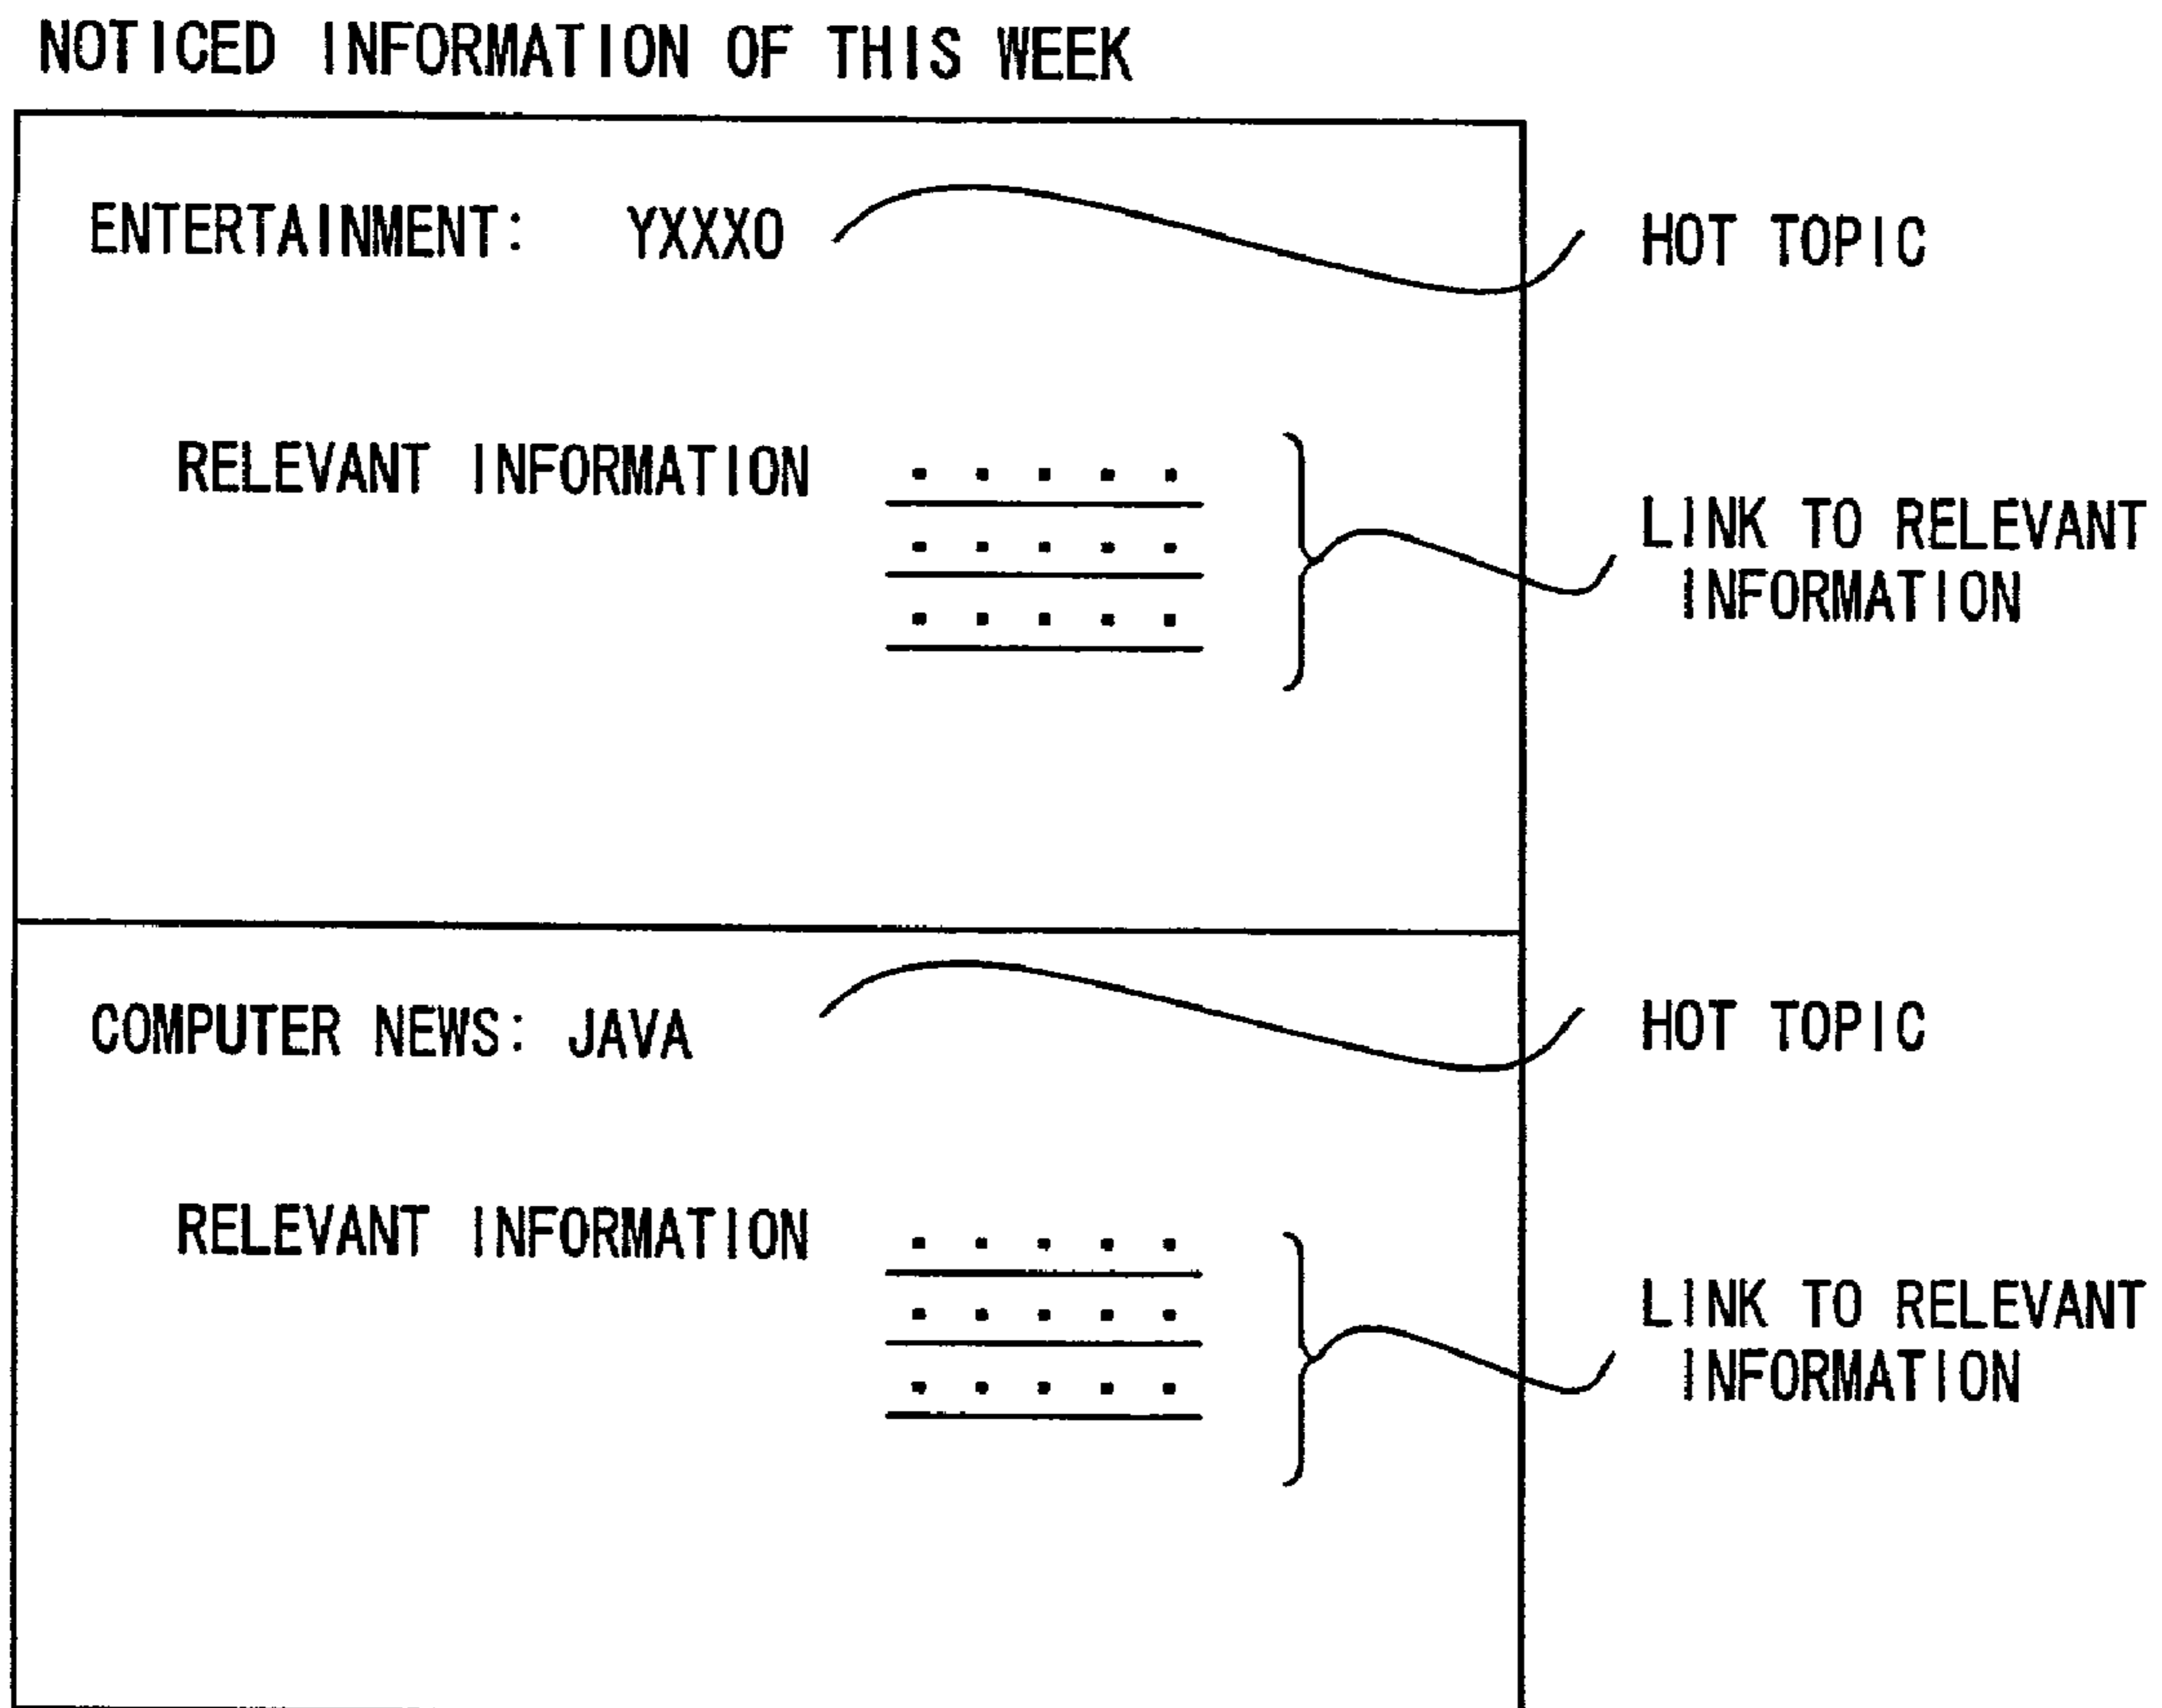 NOTICED INFORMATION OF THIS WEEK
ENTERTAINMENT: YXXXO
HOT TOPIC
RELEVANT INFORMATION . . . . .
. . . . .
. . . . .
LINK TO RELEVANT
INFORMATION
COMPUTER NEWS: JAVA
HOT TOPIC
RELEVANT INFORMATION . . . . .
. . . . .
. . . . .
LINK TO RELEVANT
INFORMATION